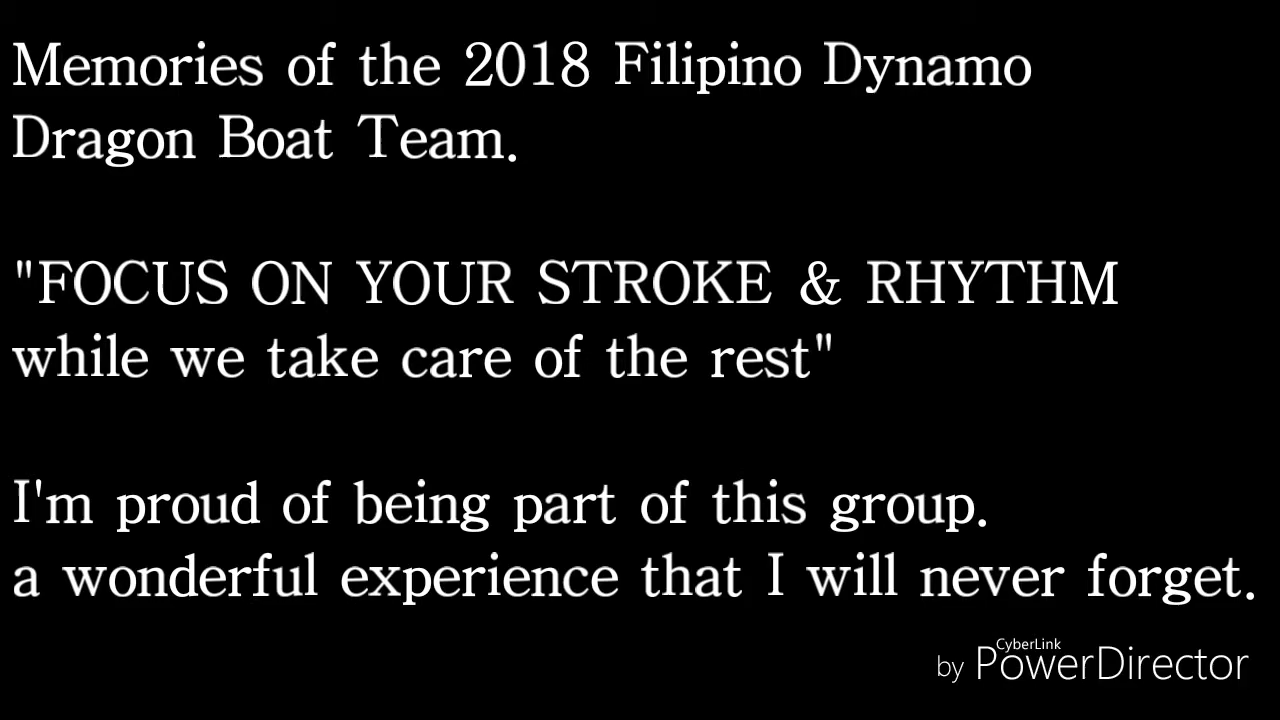 Memories of the 2018 Filipino Dynamo
Dragon Boat Team.
"FOCUS ON YOUR STROKE & RHYTHM
while we take care of the rest"
I'm proud of being part of this group.
a wonderful experience that I will never forget.
CyberLink
by PowerDirector